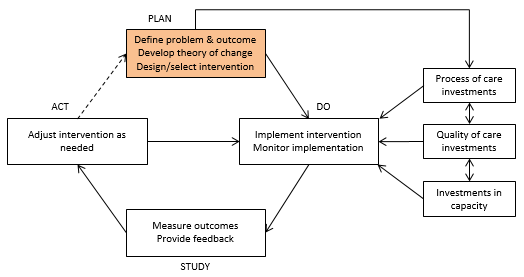 PLAN
Define problem & outcome
Develop theory of change
Design/select intervention
Process of care
investments
ACT
DO
Adjust intervention as
needed
Implement intervention
Monitor implementation
Quality of care
investments
Investments in
capacity
Measure outcomes
Provide feedback
STUDY